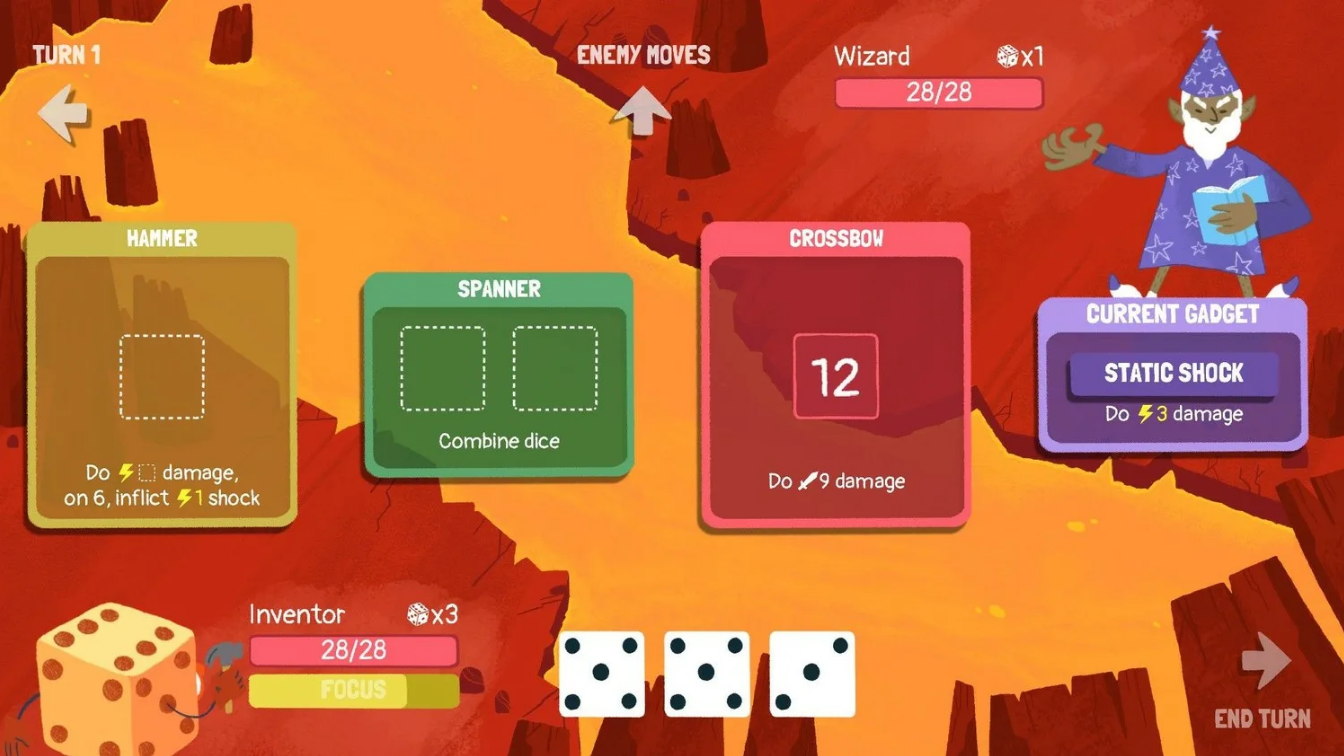 TURN 1
ENEMY MOVES
Wizard x1
28/28
HAMMER
Do damage,
on 6, inflict 1 shock
SPANNER
Combine dice
CROSSBOW
12
Do 9 damage
CURRENT GADGET
STATIC SHOCK
Do 3 damage
Inventor x3
28/28
FOCUS
END TURN